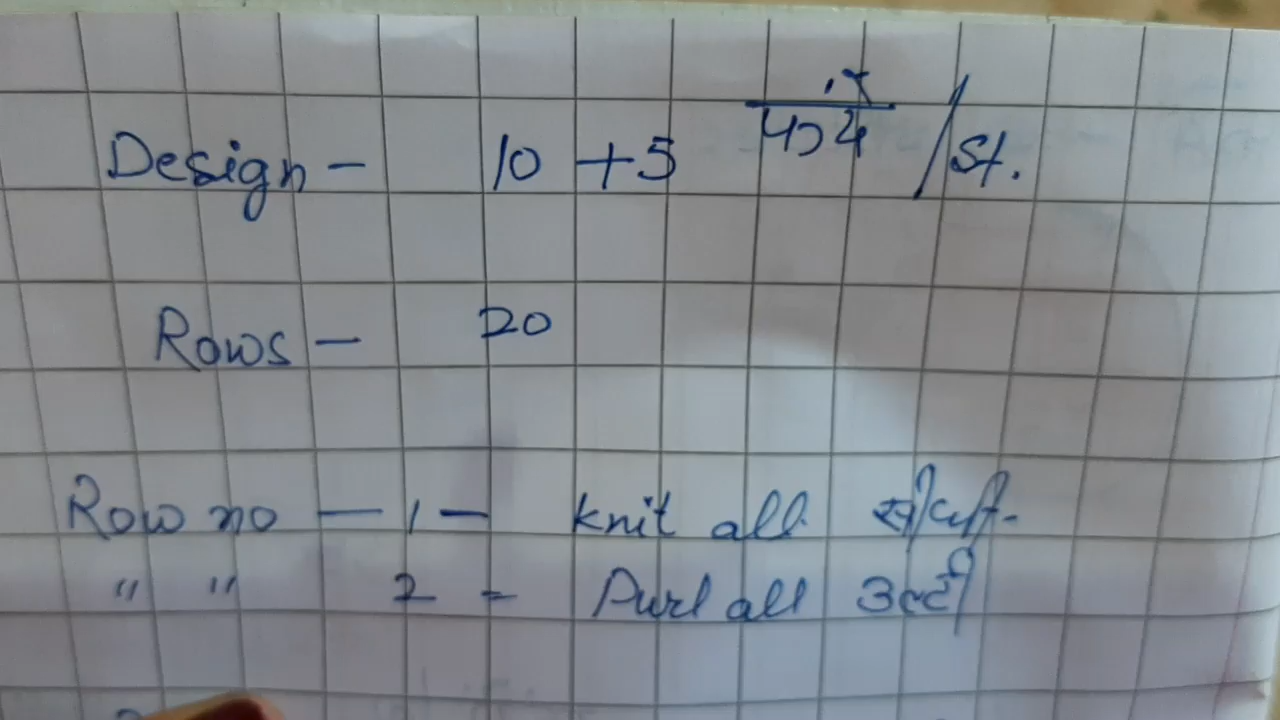 Design - 10 + 5 फंदे / St.
Rows - 20
Row no - 1 - knit all सीधी
" " 2 = Purl all उल्टी